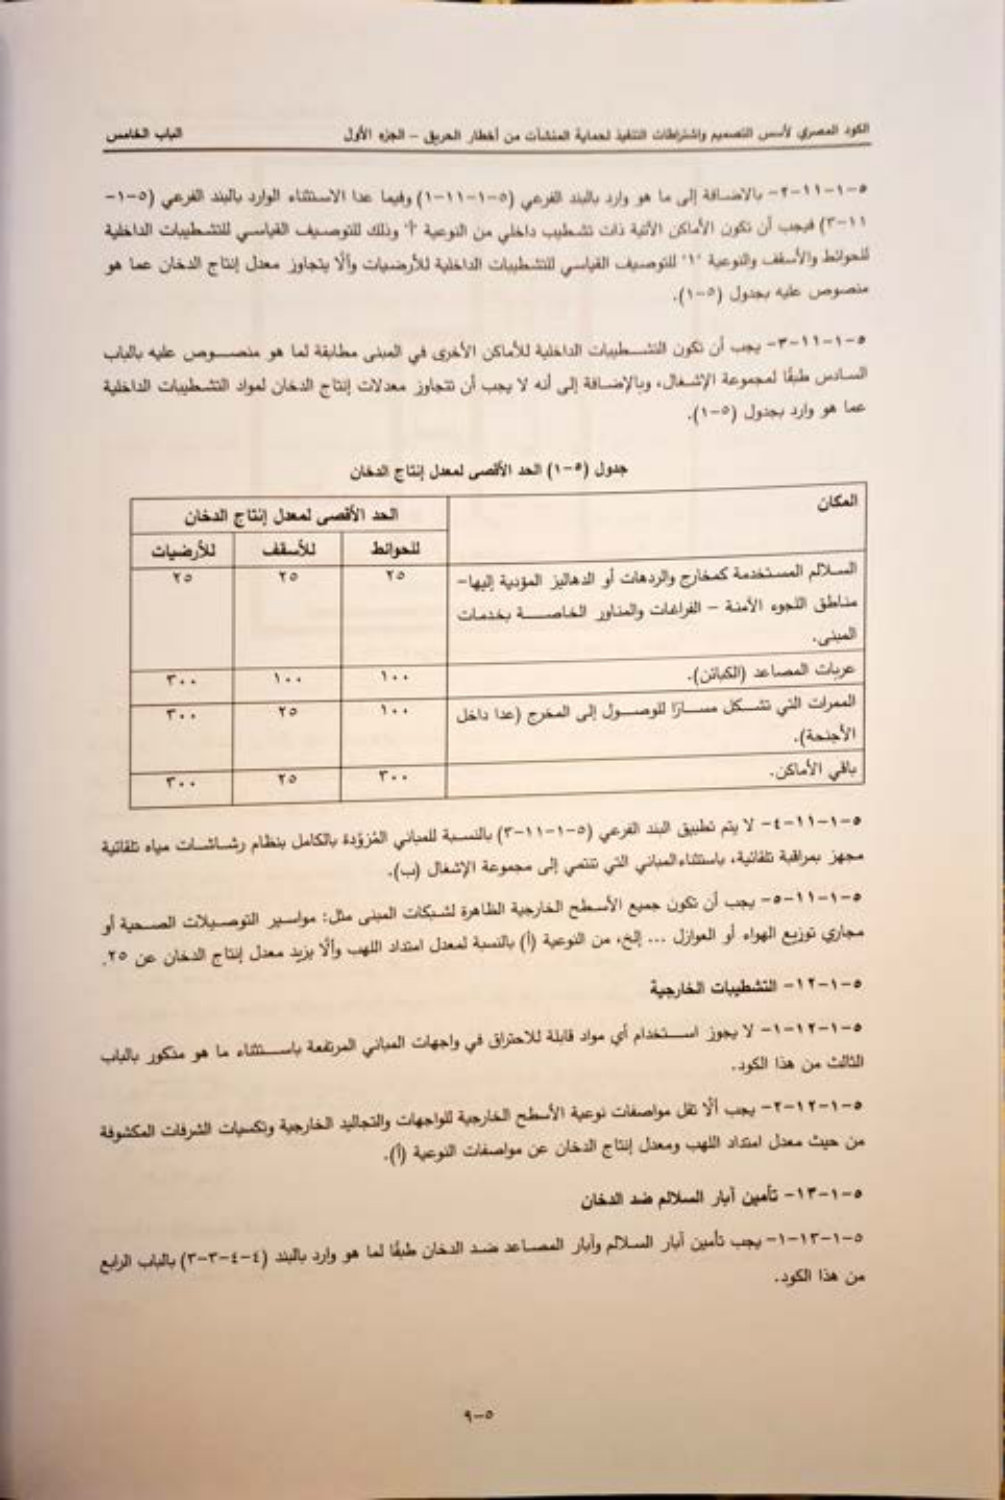 الكود المصري لأسس التصميم واشتراطات التنفيذ لحماية المنشآت من أخطار الحريق – الجزء الأول
الباب الخامس
٥-١-١١-٢- بالاضافة إلى ما هو وارد بالبند الفرعي (٥-١-١١-١) وفيما عدا الاستثناء الوارد بالبند الفرعي (٥-١-
١١-٣) فيجب أن تكون الأماكن الآتية ذات تشطيب داخلي من النوعية "أ" وذلك للتوصيف القياسي للتشطيبات الداخلية
للحوائط والأسقف والنوعية "١" للتوصيف القياسي للتشطيبات الداخلية للأرضيات وألا يتجاوز معدل إنتاج الدخان عما هو
منصوص عليه بجدول (٥-١).
٥-١-١١-٣- يجب أن تكون التشطيبات الداخلية للأماكن الأخرى في المبنى مطابقة لما هو منصوص عليه بالباب
السادس طبقًا لمجموعة الإشغال، وبالإضافة إلى أنه لا يجب أن تتجاوز معدلات إنتاج الدخان لمواد التشطيبات الداخلية
عما هو وارد بجدول (٥-١).
جدول (٥-١) الحد الأقصى لمعدل إنتاج الدخان
المكان
الحد الأقصى لمعدل إنتاج الدخان
للحوائط
للأسقف
للأرضيات
السلالم المستخدمة كمخارج والردهات أو الدهاليز المؤدية إليها–
٢٥
٢٥
٢٥
مناطق اللجوء الآمنة – الفراغات والمناور الخاصة بخدمات
المبنى.
عربات المصاعد (الكبائن).
١٠٠
١٠٠
٣٠٠
الممرات التي تشكل مسارًا للوصول إلى المخرج (عدا داخل
١٠٠
٢٥
٣٠٠
الأجنحة).
باقي الأماكن.
٣٠٠
٢٥
٣٠٠
٥-١-١١-٤- لا يتم تطبيق البند الفرعي (٥-١-١١-٣) بالنسبة للمباني المُزوّدة بالكامل بنظام رشاشات مياه تلقائية
مجهز بمراقبة تلقائية، باستثناءالمباني التي تنتمي إلى مجموعة الإشغال (ب).
٥-١-١١-٥- يجب أن تكون جميع الأسطح الخارجية الظاهرة لشبكات المبنى مثل: مواسير التوصيلات الصحية أو
مجاري توزيع الهواء أو العوازل ... إلخ، من النوعية (أ) بالنسبة لمعدل امتداد اللهب وألّا يزيد معدل إنتاج الدخان عن ٢٥.
٥-١-١٢- التشطيبات الخارجية
٥-١-١٢-١- لا يجوز استخدام أي مواد قابلة للاحتراق في واجهات المباني المرتفعة باستثناء ما هو مذكور بالباب
الثالث من هذا الكود.
٥-١-١٢-٢- يجب ألّا تقل مواصفات نوعية الأسطح الخارجية للواجهات والتجاليد الخارجية وتكسيات الشرفات المكشوفة
من حيث معدل امتداد اللهب ومعدل إنتاج الدخان عن مواصفات النوعية (أ).
٥-١-١٣- تأمين آبار السلالم ضد الدخان
٥-١-١٣-١- يجب تأمين آبار السلالم وآبار المصاعد ضد الدخان طبقًا لما هو وارد بالبند (٤-٤-٣-٣) بالباب الرابع
من هذا الكود.
٥-٩